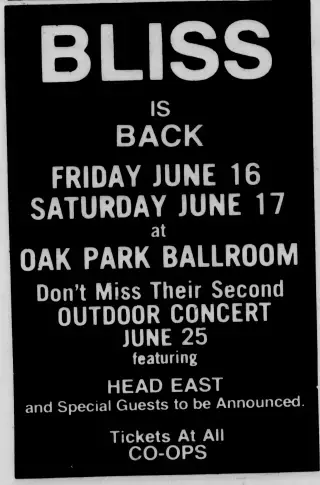 BLISS
IS
BACK
FRIDAY JUNE 16
SATURDAY JUNE 17
at
OAK PARK BALLROOM
Don't Miss Their Second
OUTDOOR CONCERT
JUNE 25
featuring
HEAD EAST
and Special Guests to be Announced.
Tickets At All
CO-OPS